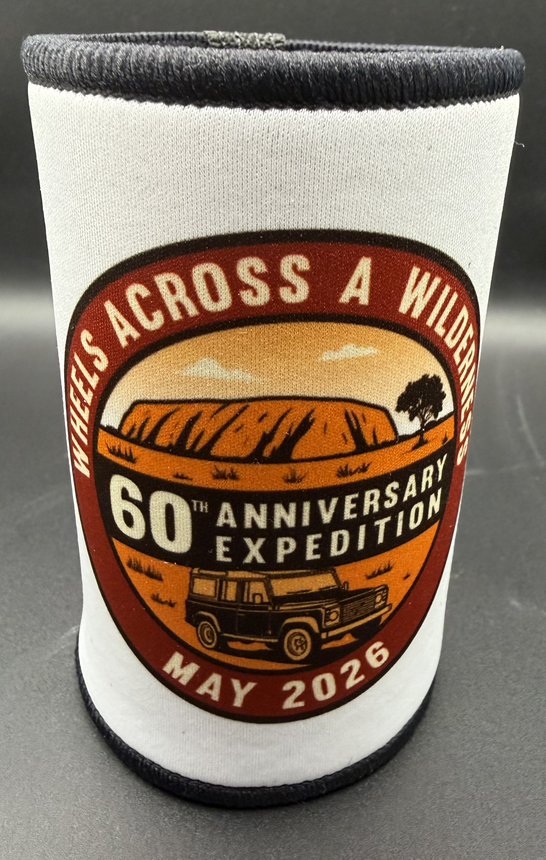 WHEELS ACROSS A WILDERNESS
60TH ANNIVERSARY
EXPEDITION
MAY 2026